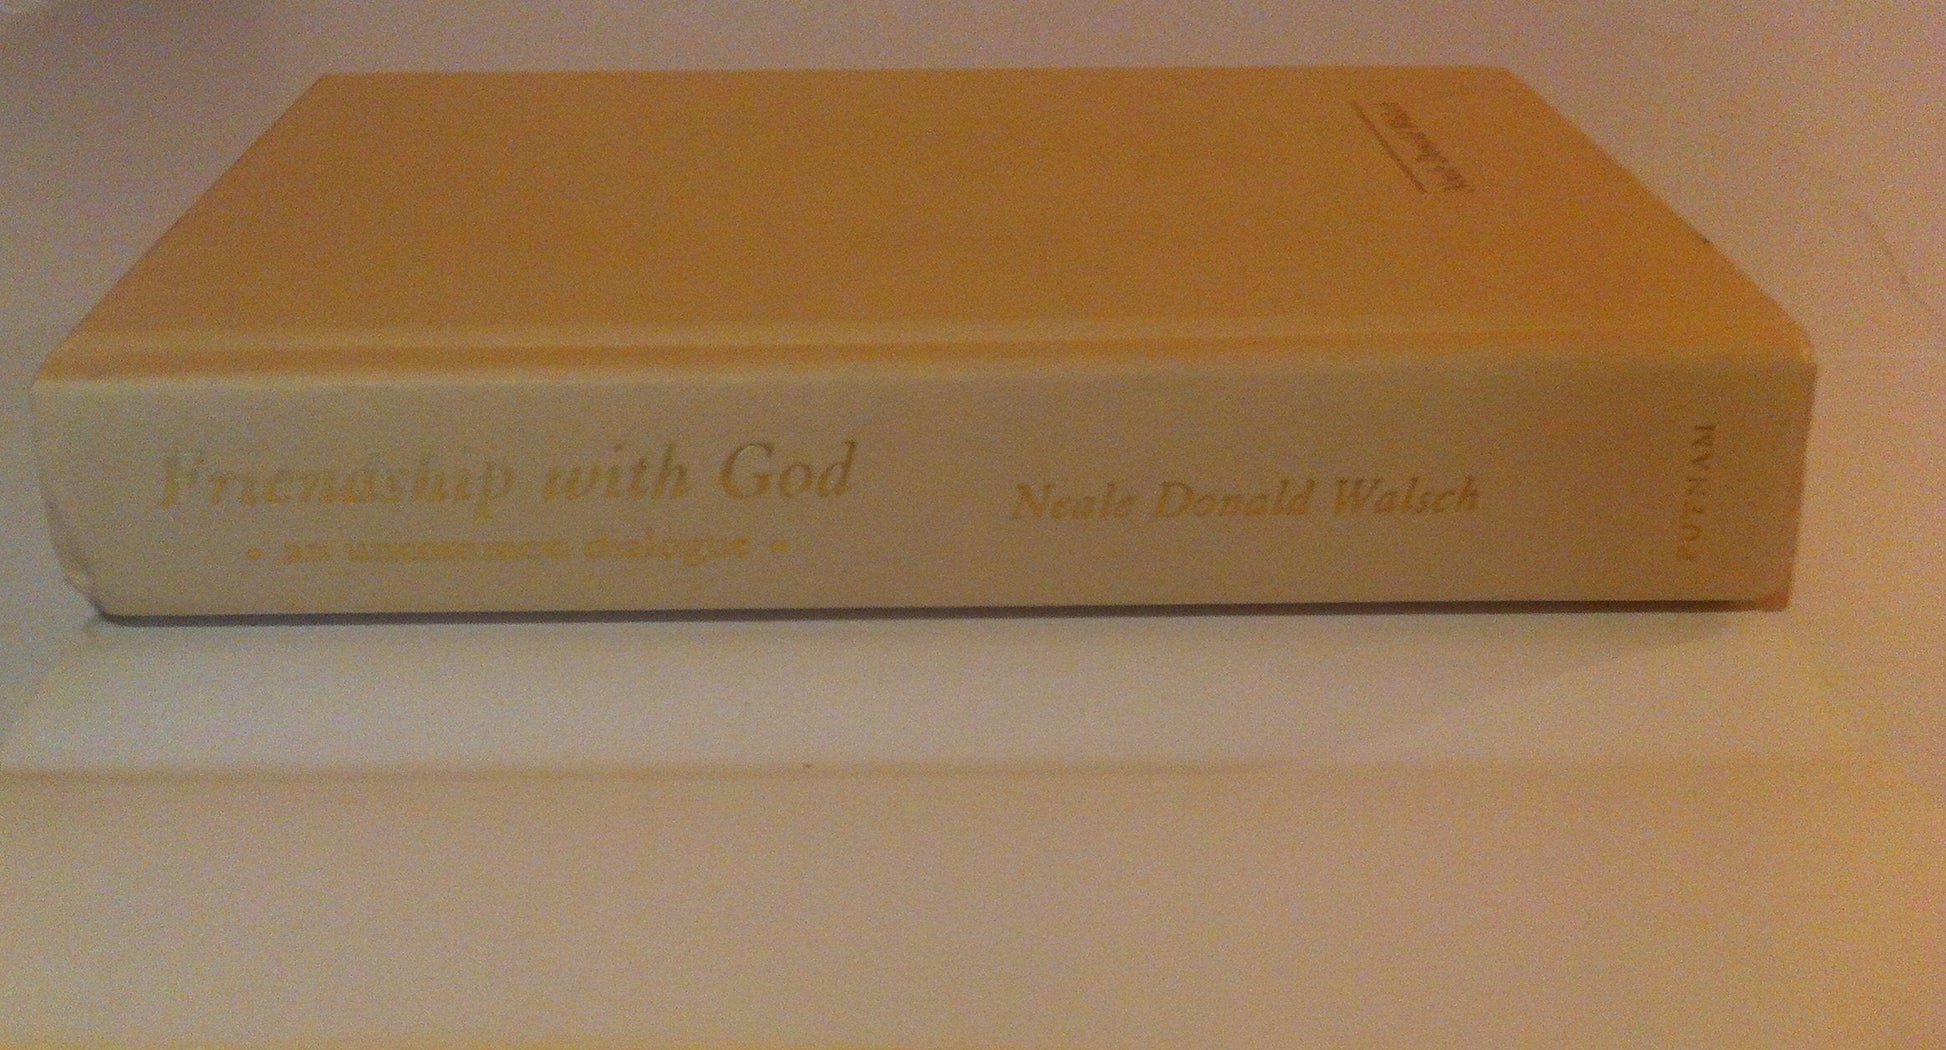 Friendship with God
• an uncommon dialogue •
Neale Donald Walsch
PUTNAM